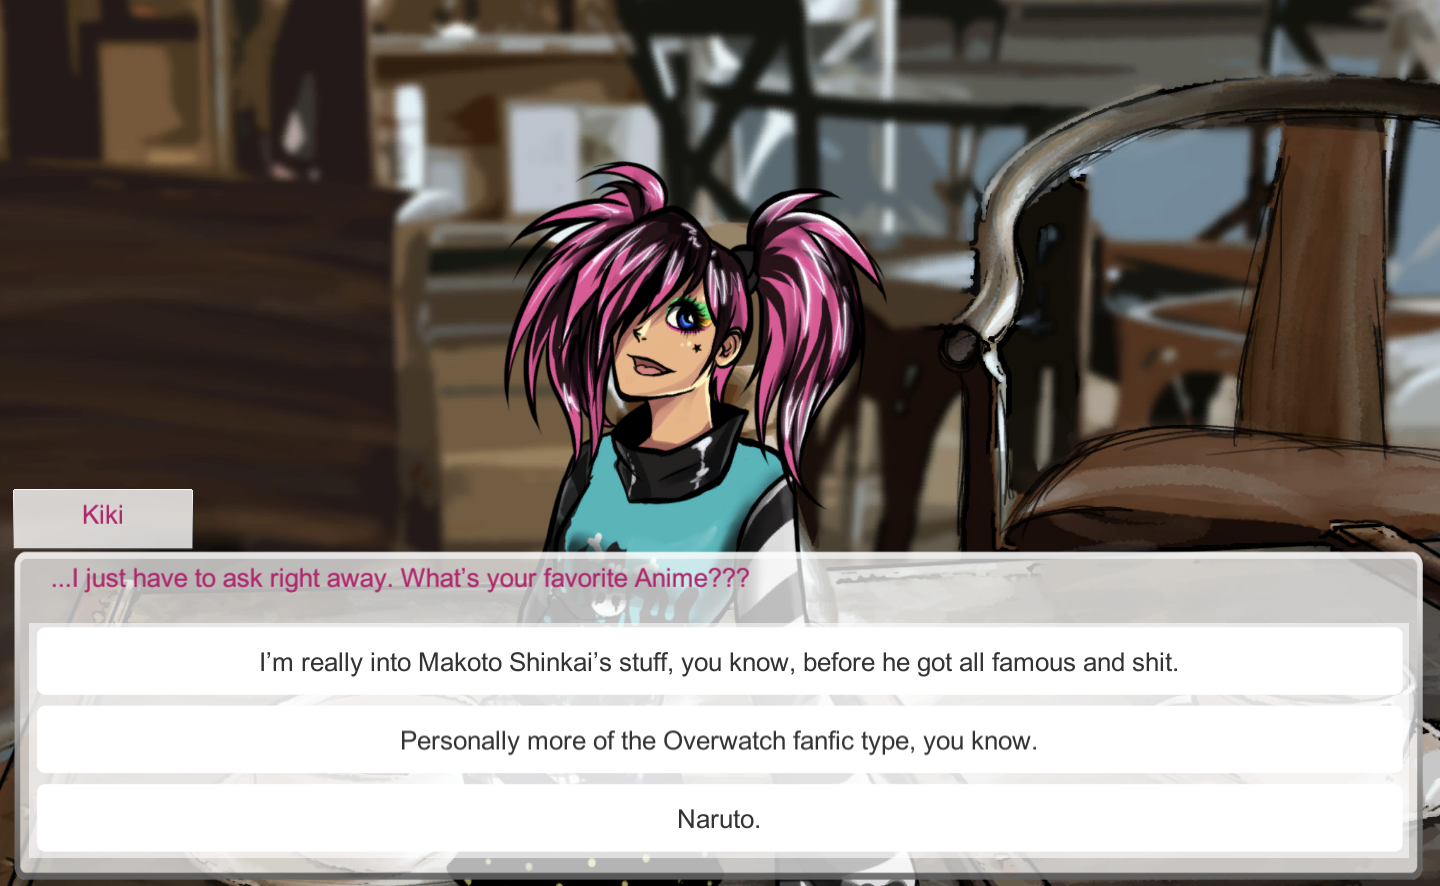 Kiki
...I just have to ask right away. What's your favorite Anime???
I'm really into Makoto Shinkai's stuff, you know, before he got all famous and shit.
Personally more of the Overwatch fanfic type, you know.
Naruto.